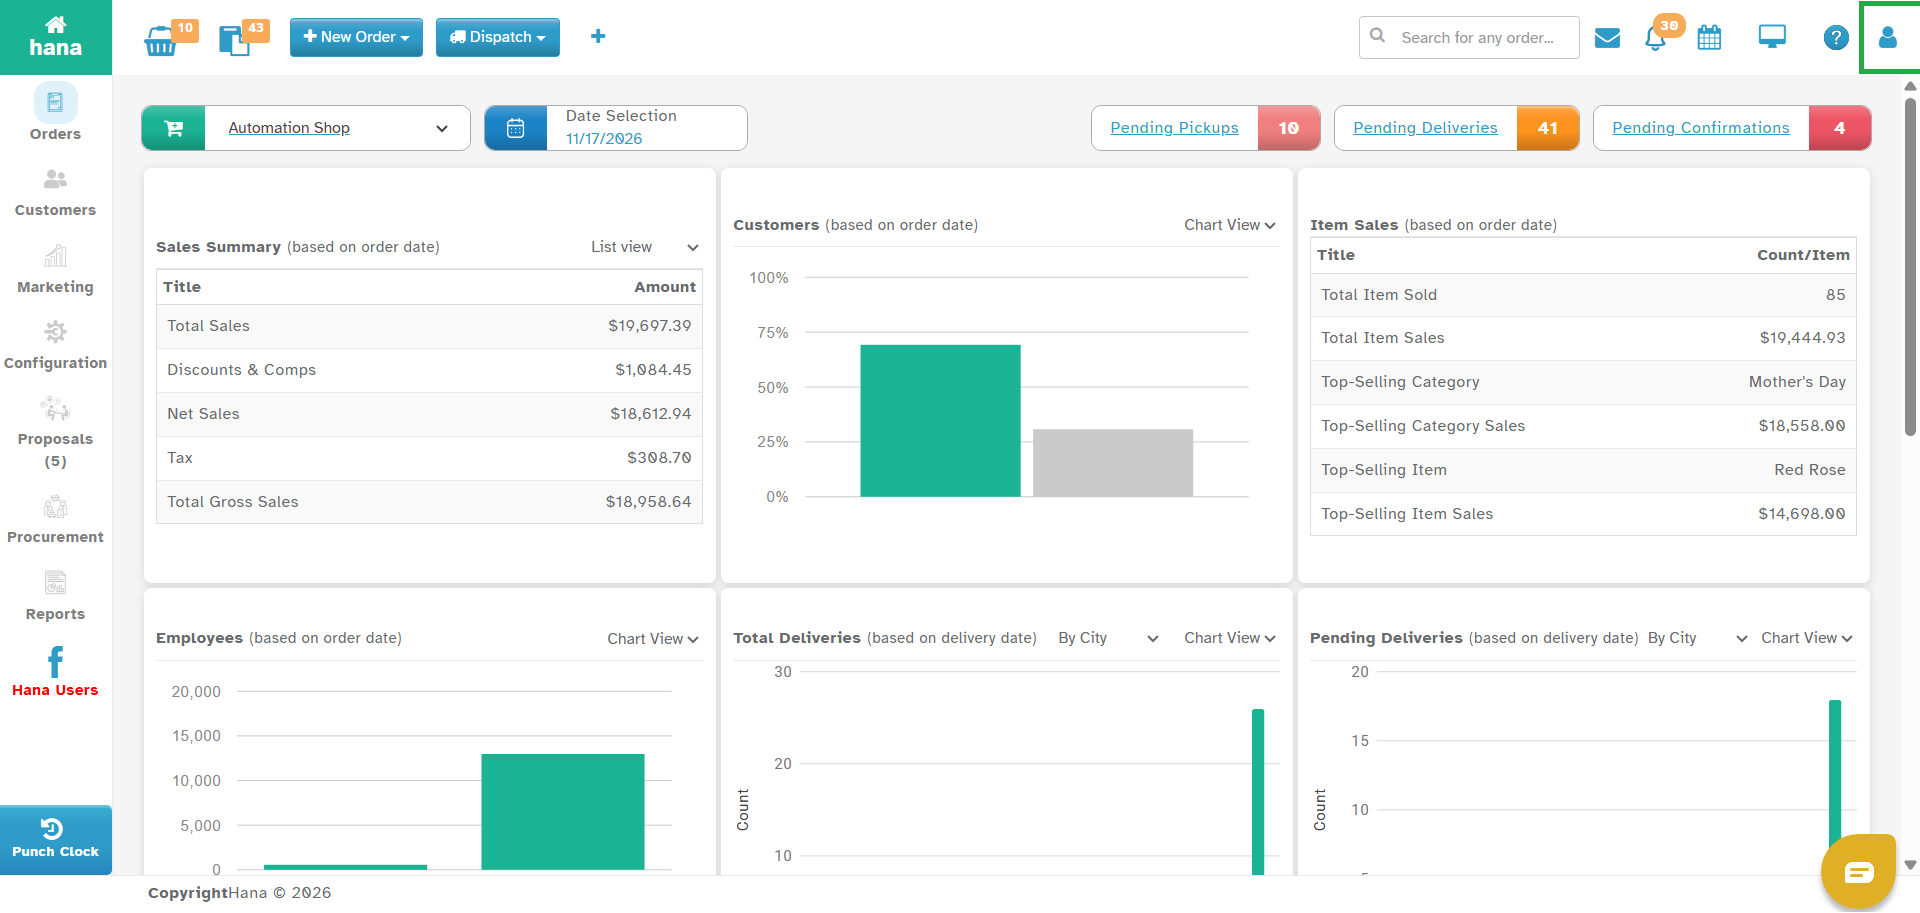 hana
10
43
New Order
Dispatch
Search for any order...
30
?
Orders
Customers
Marketing
Configuration
Proposals
(5)
Procurement
Reports
Hana Users
Punch Clock
Automation Shop
Date Selection
11/17/2026
Pending Pickups 10
Pending Deliveries 41
Pending Confirmations 4
Sales Summary (based on order date) List view
Title Amount
Total Sales $19,697.39
Discounts & Comps $1,084.45
Net Sales $18,612.94
Tax $308.70
Total Gross Sales $18,958.64
Customers (based on order date) Chart View
100%
75%
50%
25%
0%
Item Sales (based on order date)
Title Count/Item
Total Item Sold 85
Total Item Sales $19,444.93
Top-Selling Category Mother's Day
Top-Selling Category Sales $18,558.00
Top-Selling Item Red Rose
Top-Selling Item Sales $14,698.00
Employees (based on order date) Chart View
20,000
15,000
10,000
5,000
0
Total Deliveries (based on delivery date) By City Chart View
30
20
10
Count
Pending Deliveries (based on delivery date) By City Chart View
20
15
10
Count
CopyrightHana © 2026